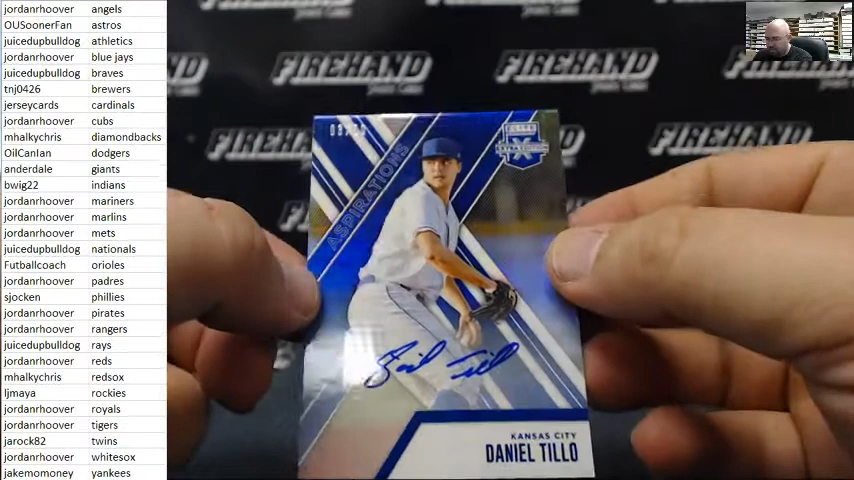 jordanrhoover angels
OUSoonerFan astros
juicedupbulldog athletics
jordanrhoover blue jays
juicedupbulldog braves
tnj0426 brewers
jerseycards cardinals
jordanrhoover cubs
mhalkychris diamondbacks
OilCanIan dodgers
anderdale giants
bwig22 indians
jordanrhoover mariners
jordanrhoover marlins
jordanrhoover mets
juicedupbulldog nationals
Futballcoach orioles
jordanrhoover padres
sjocken phillies
jordanrhoover pirates
jordanrhoover rangers
juicedupbulldog rays
jordanrhoover reds
mhalkychris redsox
ljmaya rockies
jordanrhoover royals
jordanrhoover tigers
jarock82 twins
jordanrhoover whitesox
jakemomoney yankees
FIREHAND
FIREHAND
FIREHAND
ELITE
EXTRA EDITION
ASPIRATIONS
KANSAS CITY
DANIEL TILLO